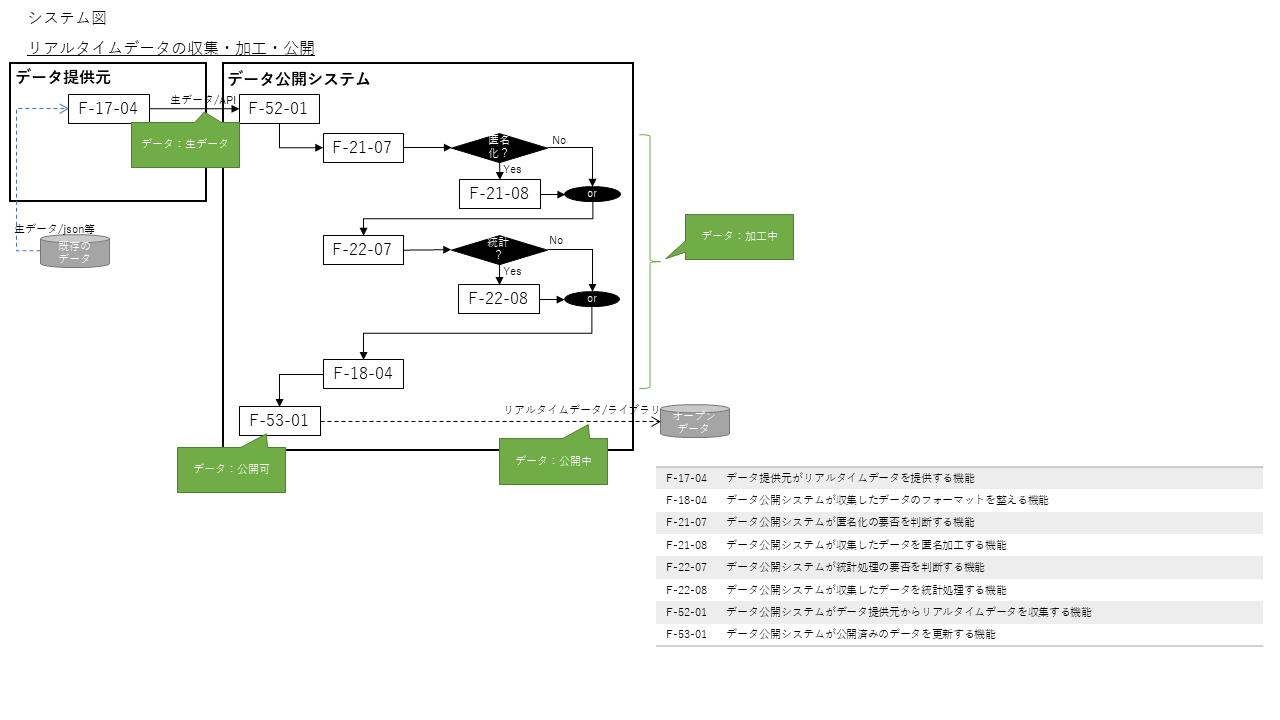 システム図
リアルタイムデータの収集・加工・公開
データ提供元
データ公開システム
F-17-04
生データ/API
F-52-01
データ：生データ
F-21-07
匿名
化？
No
Yes
F-21-08
or
生データ/json等
既存の
データ
F-22-07
統計
？
No
Yes
F-22-08
or
データ：加工中
F-18-04
F-53-01
リアルタイムデータ/ライブラリ
オープン
データ
データ：公開可
データ：公開中
F-17-04 データ提供元がリアルタイムデータを提供する機能
F-18-04 データ公開システムが収集したデータのフォーマットを整える機能
F-21-07 データ公開システムが匿名化の要否を判断する機能
F-21-08 データ公開システムが収集したデータを匿名加工する機能
F-22-07 データ公開システムが統計処理の要否を判断する機能
F-22-08 データ公開システムが収集したデータを統計処理する機能
F-52-01 データ公開システムがデータ提供元からリアルタイムデータを収集する機能
F-53-01 データ公開システムが公開済みのデータを更新する機能